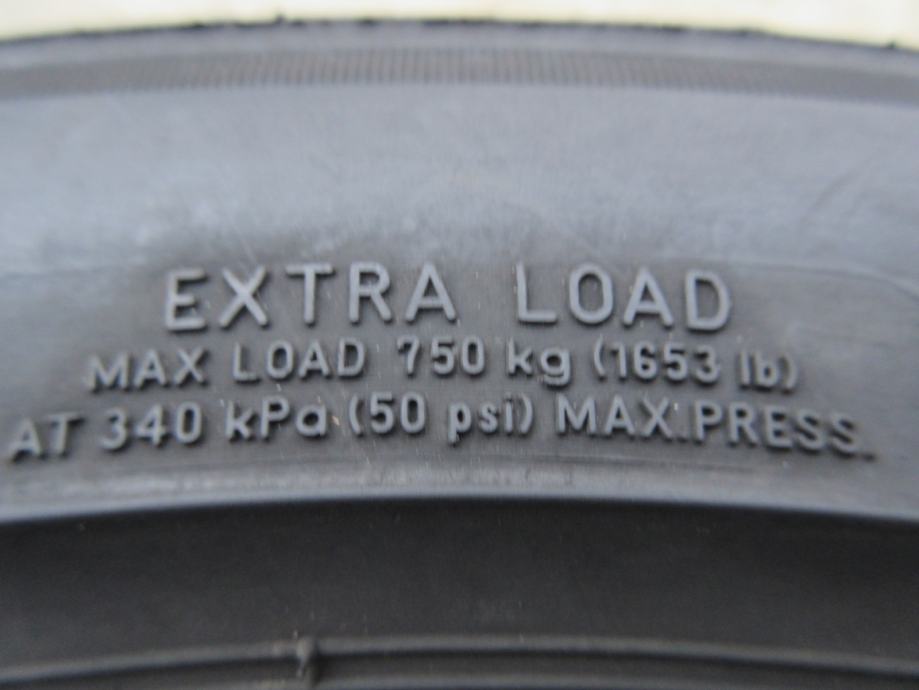 EXTRA LOAD
MAX LOAD 750 kg (1653 lb)
AT 340 kPa (50 psi) MAX.PRESS.